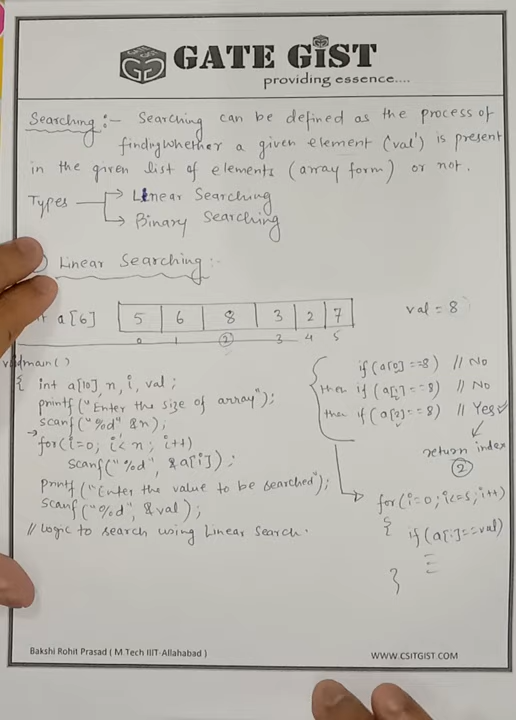 GATE GiST
providing essence....
Searching :- Searching can be defined as the process of
finding whether a given element ('val') is present
in the given list of elements (array form) or not.
Types → Linear Searching
→ Binary Searching
) Linear Searching :-
a[6] 5 6 8 3 2 7 val = 8
0 1 2 3 4 5
void main ( )
{ int a[10], n, i, val ;
printf ("Enter the size of array");
scanf ("%d" &n);
→ for(i=0; i<n; i++)
scanf("%d", &a[i]);
printf ("Enter the value to be searched");
scanf("%d", &val);
// Logic to search using Linear Search.
if(a[0]==8) // No
then if (a[1]==8) // No
then if (a[2]==8) // Yes ✓
return index
2
for(i=0; i<=5; i++)
{ if(a[i]==val)
}
Bakshi Rohit Prasad ( M.Tech IIIT-Allahabad )
WWW.CSITGIST.COM